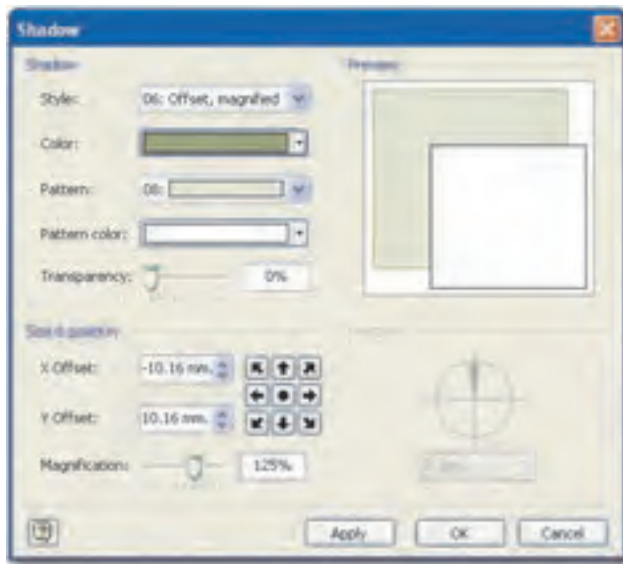 Shadow
Shadow
Preview
Style: 06: Offset, magnified
Color:
Pattern: 08:
Pattern color:
Transparency: 0%
Size & position
X Offset: -10.16 mm.
Y Offset: 10.16 mm.
Magnification: 125%
Apply OK Cancel